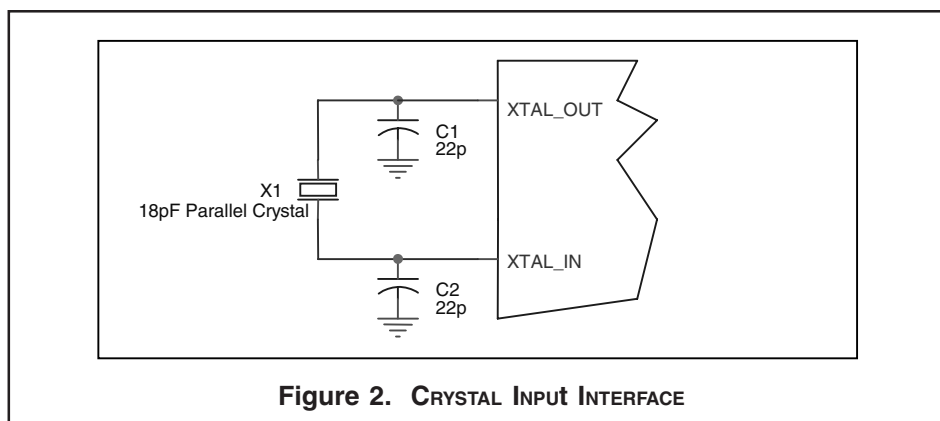 XTAL_OUT
C1
22p
X1
18pF Parallel Crystal
XTAL_IN
C2
22p
Figure 2. CRYSTAL INPUt INTERFACE